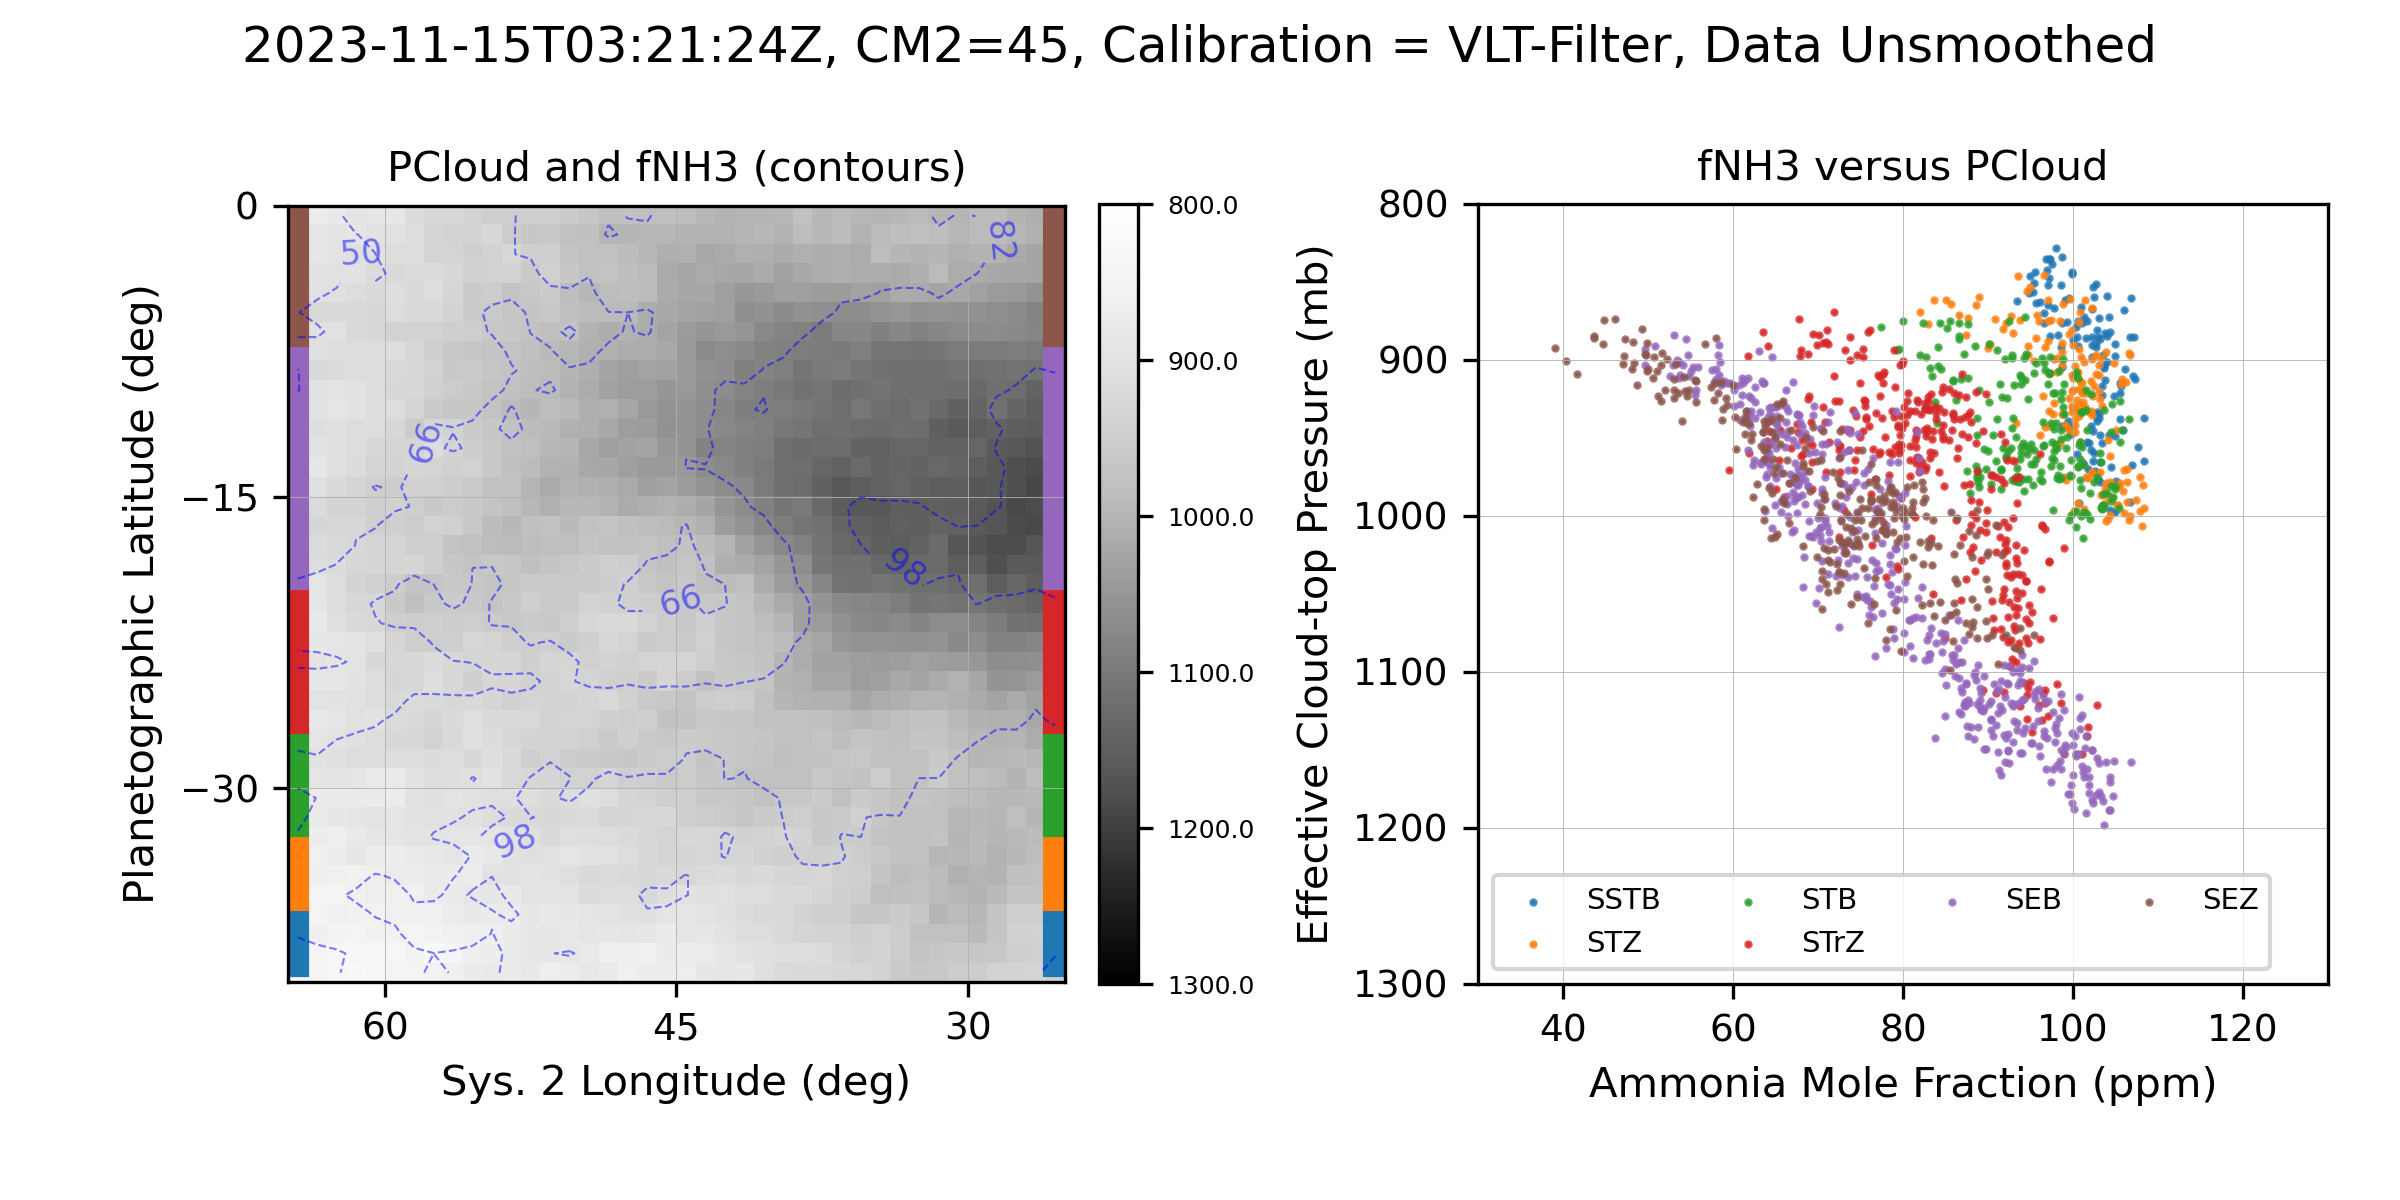 2023-11-15T03:21:24Z, CM2=45, Calibration = VLT-Filter, Data Unsmoothed
PCloud and fNH3 (contours)
Planetographic Latitude (deg)
0
−15
−30
50
82
66
98
66
98
60
45
30
Sys. 2 Longitude (deg)
800.0
900.0
1000.0
1100.0
1200.0
1300.0
fNH3 versus PCloud
Effective Cloud-top Pressure (mb)
800
900
1000
1100
1200
1300
SSTB
STB
SEB
SEZ
STZ
STrZ
40
60
80
100
120
Ammonia Mole Fraction (ppm)